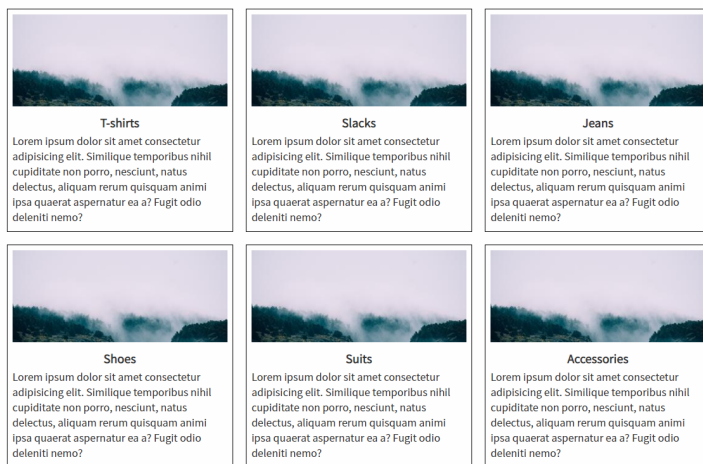 T-shirts
Lorem ipsum dolor sit amet consectetur
adipisicing elit. Similique temporibus nihil
cupiditate non porro, nesciunt, natus
delectus, aliquam rerum quisquam animi
ipsa quaerat aspernatur ea a? Fugit odio
deleniti nemo?
Slacks
Lorem ipsum dolor sit amet consectetur
adipisicing elit. Similique temporibus nihil
cupiditate non porro, nesciunt, natus
delectus, aliquam rerum quisquam animi
ipsa quaerat aspernatur ea a? Fugit odio
deleniti nemo?
Jeans
Lorem ipsum dolor sit amet consectetur
adipisicing elit. Similique temporibus nihil
cupiditate non porro, nesciunt, natus
delectus, aliquam rerum quisquam animi
ipsa quaerat aspernatur ea a? Fugit odio
deleniti nemo?
Shoes
Lorem ipsum dolor sit amet consectetur
adipisicing elit. Similique temporibus nihil
cupiditate non porro, nesciunt, natus
delectus, aliquam rerum quisquam animi
ipsa quaerat aspernatur ea a? Fugit odio
deleniti nemo?
Suits
Lorem ipsum dolor sit amet consectetur
adipisicing elit. Similique temporibus nihil
cupiditate non porro, nesciunt, natus
delectus, aliquam rerum quisquam animi
ipsa quaerat aspernatur ea a? Fugit odio
deleniti nemo?
Accessories
Lorem ipsum dolor sit amet consectetur
adipisicing elit. Similique temporibus nihil
cupiditate non porro, nesciunt, natus
delectus, aliquam rerum quisquam animi
ipsa quaerat aspernatur ea a? Fugit odio
deleniti nemo?